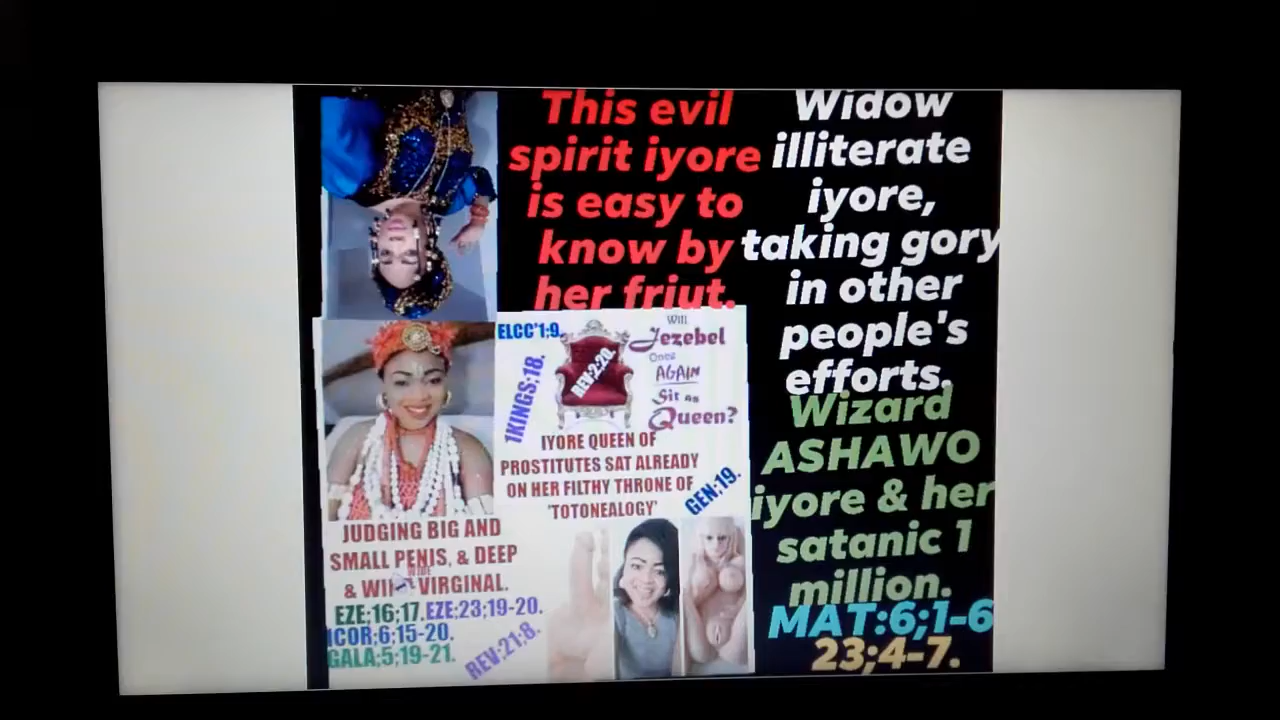 This evil
spirit iyore
is easy to
know by
her friut.
Widow
illiterate
iyore,
taking gory
in other
people's
efforts.
Wizard
ASHAWO
iyore & her
satanic 1
million.
MAT:6;1-6
23;4-7.
ELCC'1;9.
1KINGS;18.
REV:2:20.
Will
Jezebel
Once
AGAIN
Sit as
Queen?
IYORE QUEEN OF
PROSTITUTES SAT ALREADY
ON HER FILTHY THRONE OF
'TOTONEALOGY'
GEN;19.
JUDGING BIG AND
SMALL PENIS, & DEEP
& VIRGINAL.
WIDE
EZE;16;17. EZE;23;19-20.
ICOR;6;15-20.
GALA;5;19-21.
REV;21;8.